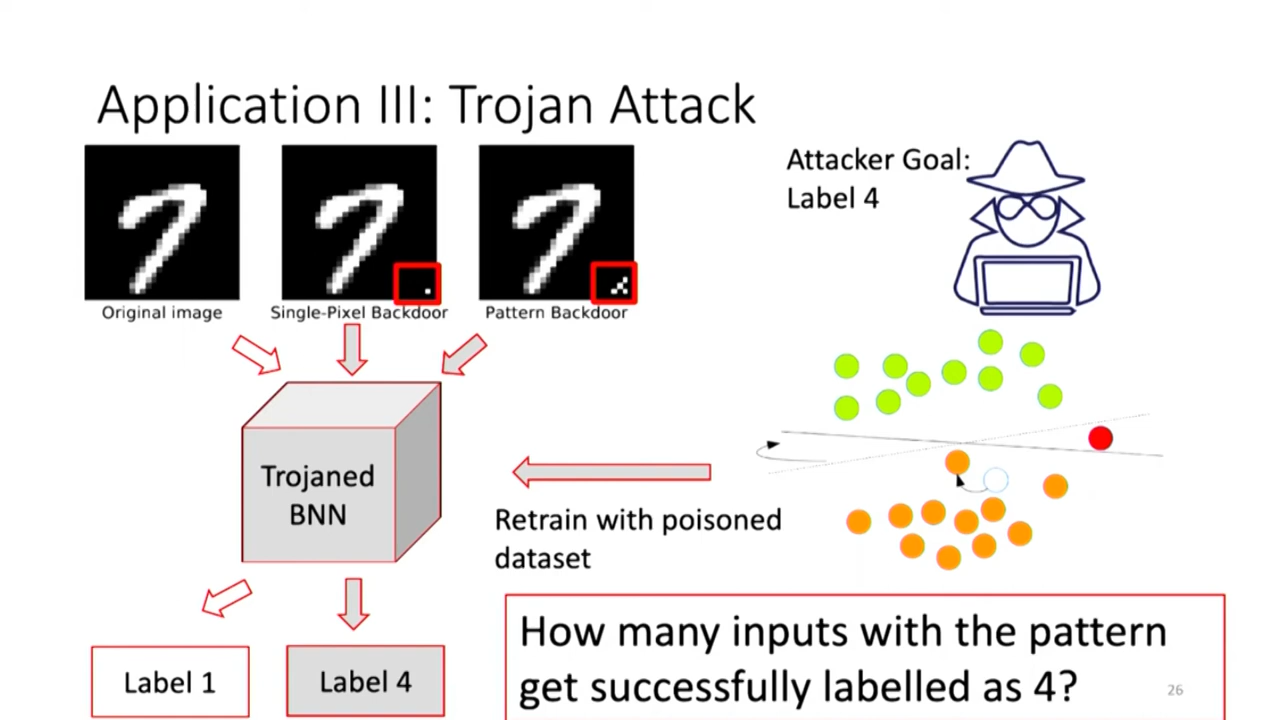 Application III: Trojan Attack
Original image
Single-Pixel Backdoor
Pattern Backdoor
Attacker Goal:
Label 4
Trojaned
BNN
Retrain with poisoned
dataset
Label 1
Label 4
How many inputs with the pattern
get successfully labelled as 4?
26